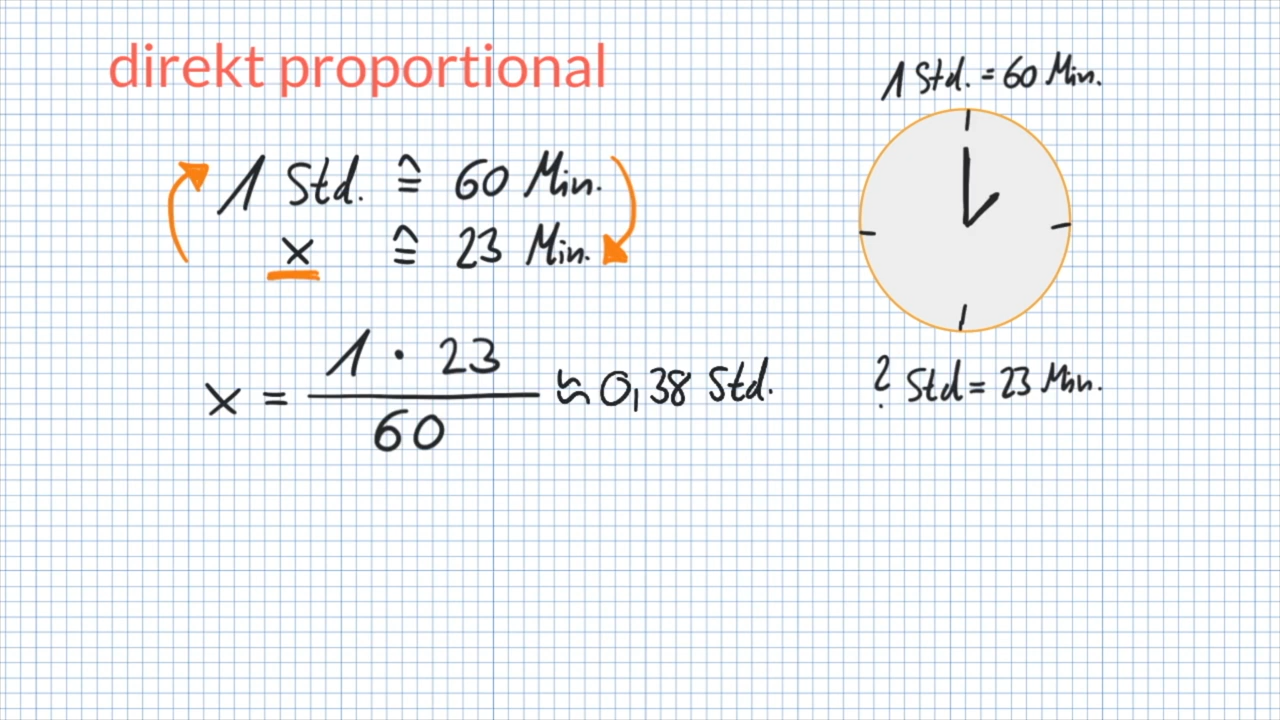 direkt proportional
1 Std. ≙ 60 Min.
x ≙ 23 Min.
x = 1 · 23 / 60 ≈ 0,38 Std.
1 Std. = 60 Min.
? Std = 23 Min.